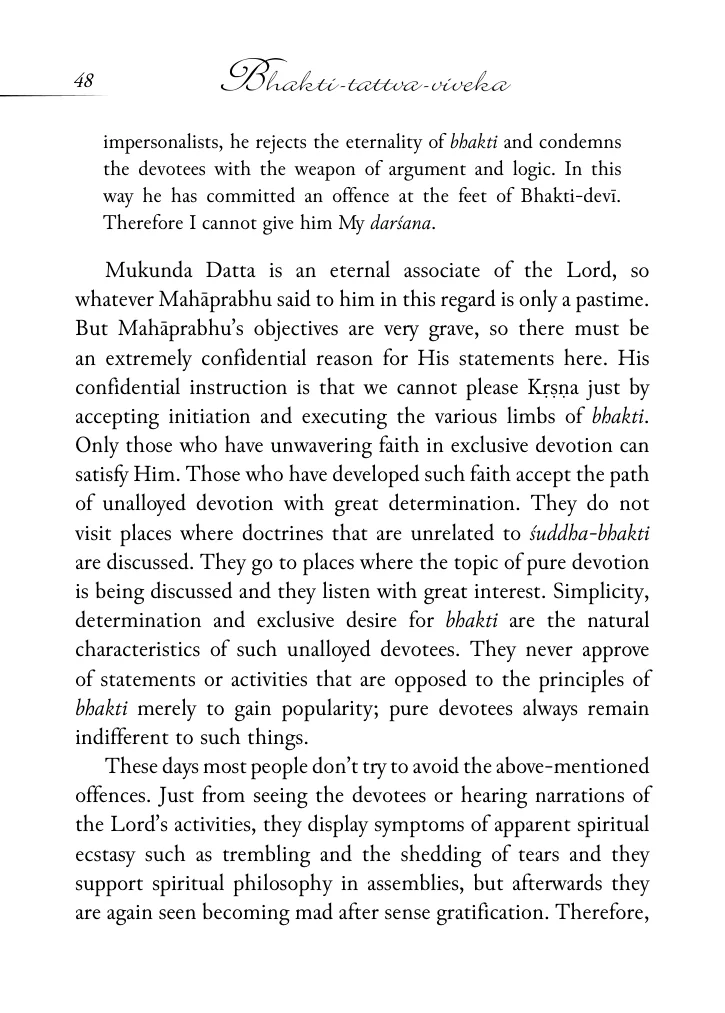 48
Bhakti-tattva-viveka
impersonalists, he rejects the eternality of bhakti and condemns
the devotees with the weapon of argument and logic. In this
way he has committed an offence at the feet of Bhakti-devī.
Therefore I cannot give him My darśana.
Mukunda Datta is an eternal associate of the Lord, so
whatever Mahāprabhu said to him in this regard is only a pastime.
But Mahāprabhu’s objectives are very grave, so there must be
an extremely confidential reason for His statements here. His
confidential instruction is that we cannot please Kṛṣṇa just by
accepting initiation and executing the various limbs of bhakti.
Only those who have unwavering faith in exclusive devotion can
satisfy Him. Those who have developed such faith accept the path
of unalloyed devotion with great determination. They do not
visit places where doctrines that are unrelated to śuddha-bhakti
are discussed. They go to places where the topic of pure devotion
is being discussed and they listen with great interest. Simplicity,
determination and exclusive desire for bhakti are the natural
characteristics of such unalloyed devotees. They never approve
of statements or activities that are opposed to the principles of
bhakti merely to gain popularity; pure devotees always remain
indifferent to such things.
These days most people don’t try to avoid the above-mentioned
offences. Just from seeing the devotees or hearing narrations of
the Lord’s activities, they display symptoms of apparent spiritual
ecstasy such as trembling and the shedding of tears and they
support spiritual philosophy in assemblies, but afterwards they
are again seen becoming mad after sense gratification. Therefore,